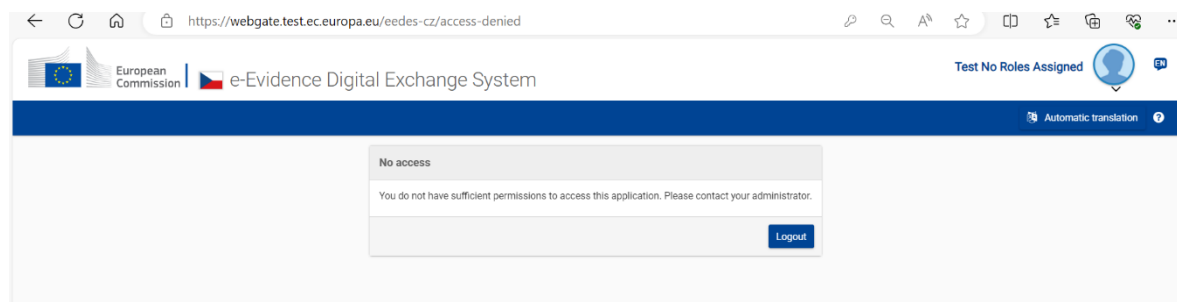 https://webgate.test.ec.europa.eu/eedes-cz/access-denied
European
Commission
e-Evidence Digital Exchange System
Test No Roles Assigned
EN
Automatic translation
?
No access
You do not have sufficient permissions to access this application. Please contact your administrator.
Logout